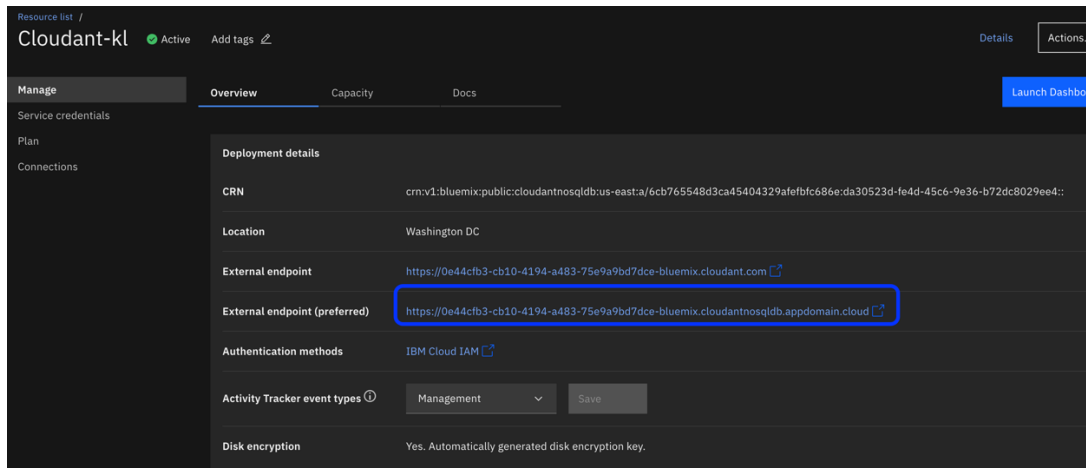 Resource list /
Cloudant-kl Active Add tags Details Actions.
Manage Overview Capacity Docs Launch Dashbo
Service credentials
Plan
Connections
Deployment details
CRN crn:v1:bluemix:public:cloudantnosqldb:us-east:a/6cb765548d3ca45404329afefbfc686e:da30523d-fe4d-45c6-9e36-b72dc8029ee4::
Location Washington DC
External endpoint https://0e44cfb3-cb10-4194-a483-75e9a9bd7dce-bluemix.cloudant.com
External endpoint (preferred) https://0e44cfb3-cb10-4194-a483-75e9a9bd7dce-bluemix.cloudantnosqldb.appdomain.cloud
Authentication methods IBM Cloud IAM
Activity Tracker event types Management Save
Disk encryption Yes. Automatically generated disk encryption key.